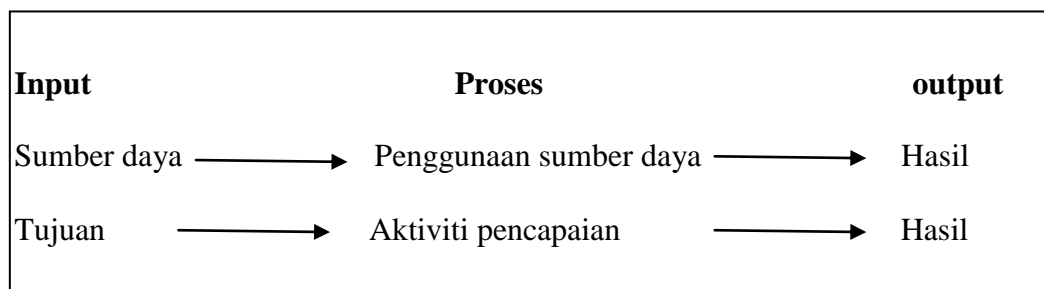 Input Proses output
Sumber daya Penggunaan sumber daya Hasil
Tujuan Aktiviti pencapaian Hasil